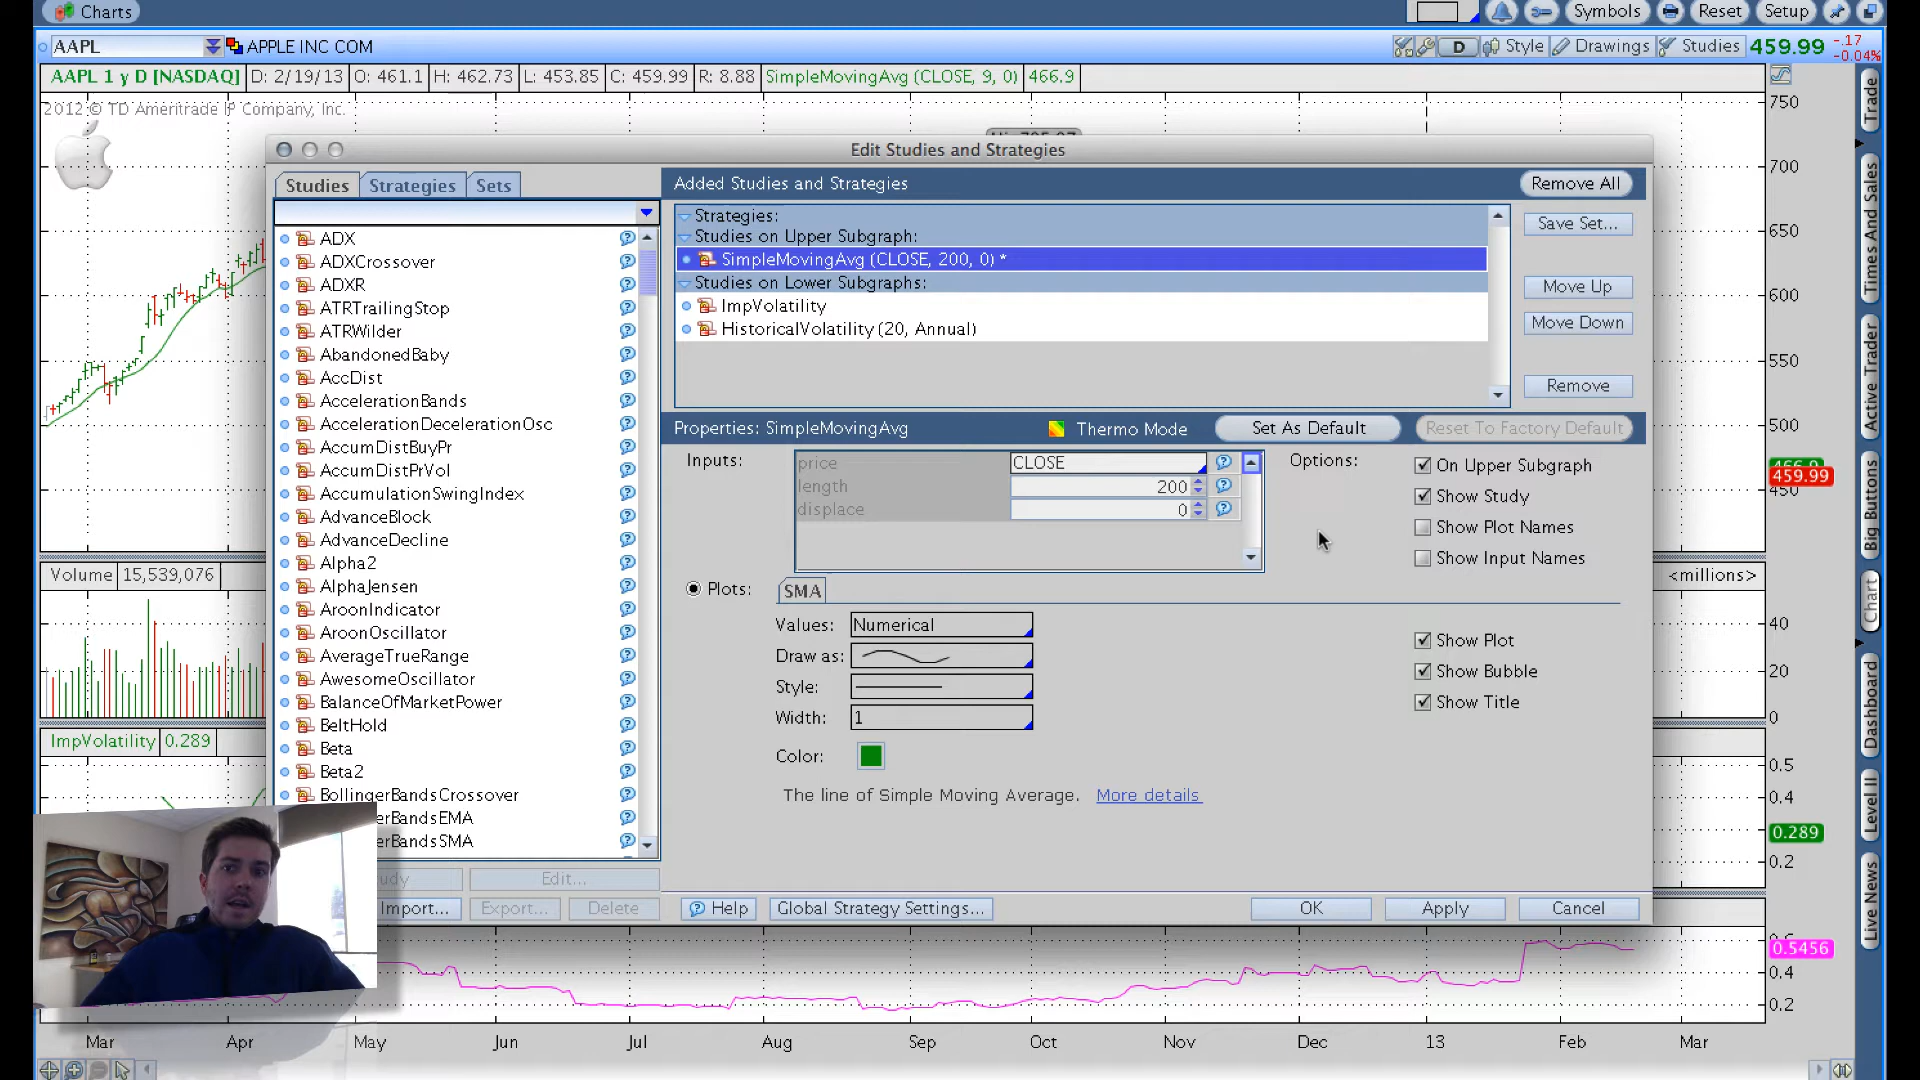 Charts
Symbols
Reset
Setup
AAPL
APPLE INC COM
D
Style
Drawings
Studies
459.99
-.17
-0.04%
AAPL 1 y D [NASDAQ]
D: 2/19/13
O: 461.1
H: 462.73
L: 453.85
C: 459.99
R: 8.88
SimpleMovingAvg (CLOSE, 9, 0)
466.9
2012 © TD Ameritrade IP Company, Inc.
Edit Studies and Strategies
Studies
Strategies
Sets
Added Studies and Strategies
Remove All
ADX
ADXCrossover
ADXR
ATRTrailingStop
ATRWilder
AbandonedBaby
AccDist
AccelerationBands
AccelerationDecelerationOsc
AccumDistBuyPr
AccumDistPrVol
AccumulationSwingIndex
AdvanceBlock
AdvanceDecline
Alpha2
AlphaJensen
AroonIndicator
AroonOscillator
AverageTrueRange
AwesomeOscillator
BalanceOfMarketPower
BeltHold
Beta
Beta2
BollingerBandsCrossover
erBandsEMA
erBandsSMA
Strategies:
Studies on Upper Subgraph:
SimpleMovingAvg (CLOSE, 200, 0) *
Studies on Lower Subgraphs:
ImpVolatility
HistoricalVolatility (20, Annual)
Save Set...
Move Up
Move Down
Remove
Properties: SimpleMovingAvg
Thermo Mode
Set As Default
Reset To Factory Default
Inputs:
price
CLOSE
length
200
displace
0
Options:
On Upper Subgraph
Show Study
Show Plot Names
Show Input Names
Plots:
SMA
Values:
Numerical
Draw as:
Style:
Width:
1
Color:
Show Plot
Show Bubble
Show Title
The line of Simple Moving Average.
More details
Edit...
Import...
Export...
Delete
Help
Global Strategy Settings...
OK
Apply
Cancel
750
700
650
600
550
500
459.99
450
Volume
15,539,076
<millions>
40
20
0
ImpVolatility
0.289
0.5
0.4
0.289
0.2
0.5456
0.4
0.2
Mar
Apr
May
Jun
Jul
Aug
Sep
Oct
Nov
Dec
13
Feb
Mar
Trade
Times And Sales
Active Trader
Big Buttons
Chart
Dashboard
Level II
Live News